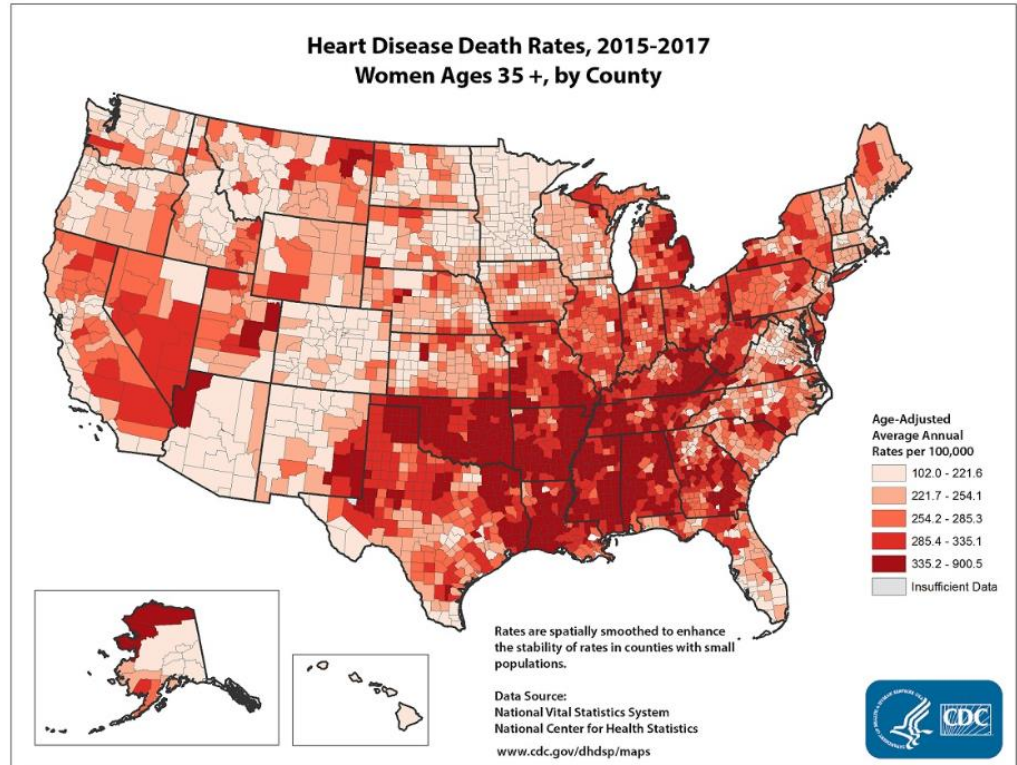 Heart Disease Death Rates, 2015-2017
Women Ages 35 +, by County
Age-Adjusted
Average Annual
Rates per 100,000
102.0 - 221.6
221.7 - 254.1
254.2 - 285.3
285.4 - 335.1
335.2 - 900.5
Insufficient Data
Rates are spatially smoothed to enhance
the stability of rates in counties with small
populations.
Data Source:
National Vital Statistics System
National Center for Health Statistics
www.cdc.gov/dhdsp/maps
CDC